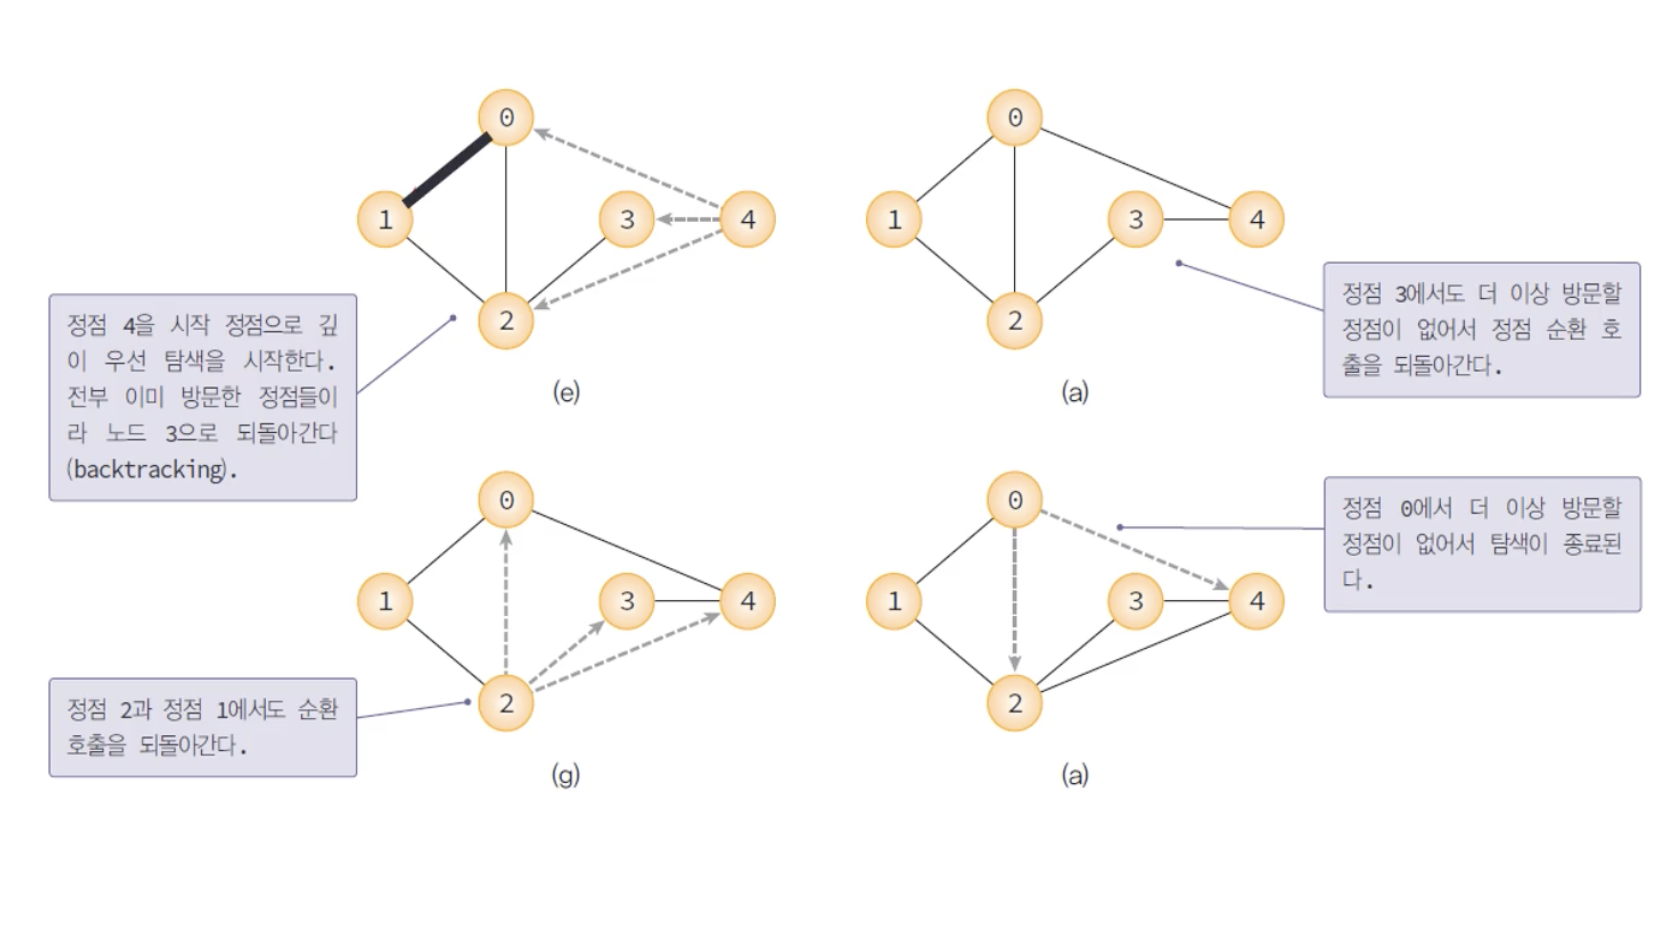 0
1
3
4
2
정점 4을 시작 정점으로 깊
이 우선 탐색을 시작한다.
전부 이미 방문한 정점들이
라 노드 3으로 되돌아간다
(backtracking).
(e)
0
1
3
4
2
정점 3에서도 더 이상 방문할
정점이 없어서 정점 순환 호
출을 되돌아간다.
(a)
0
1
3
4
2
정점 2과 정점 1에서도 순환
호출을 되돌아간다.
(g)
0
1
3
4
2
정점 0에서 더 이상 방문할
정점이 없어서 탐색이 종료된
다.
(a)